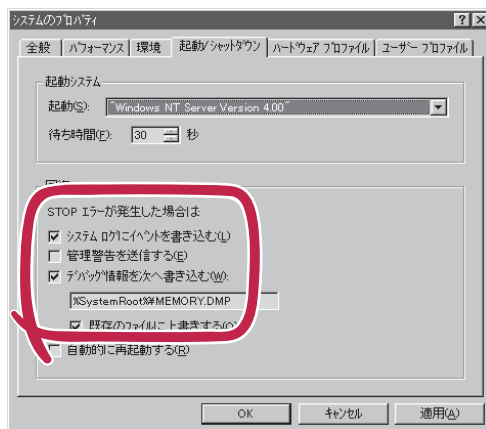 システムのプロパティ
全般 パフォーマンス 環境 起動/シャットダウン ハードウェア プロファイル ユーザー プロファイル
起動システム
起動(S): "Windows NT Server Version 4.00"
待ち時間(F): 30 秒
STOP エラーが発生した場合は
システム ログにイベントを書き込む(L)
管理警告を送信する(E)
デバッグ情報を次へ書き込む(W):
%SystemRoot%¥MEMORY.DMP
既存のファイルに上書きする(O)
自動的に再起動する(R)
OK キャンセル 適用(A)